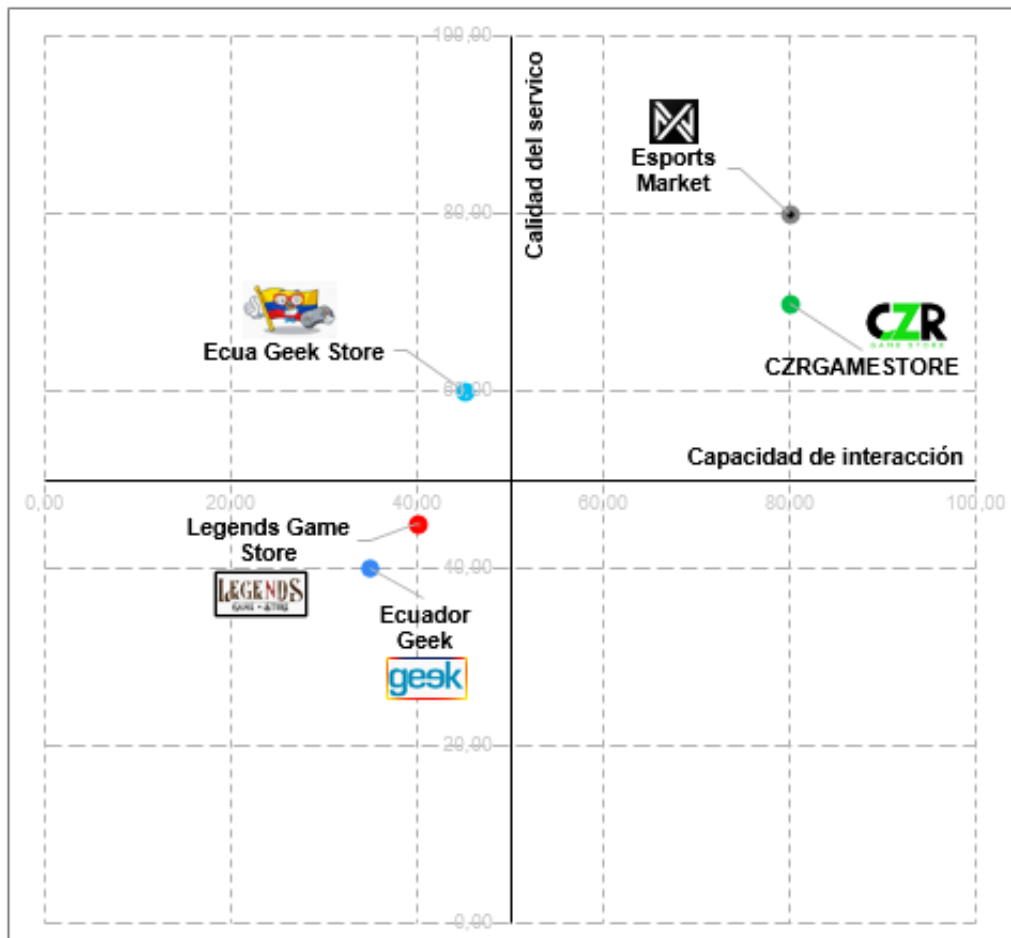 100,00
Calidad del servico
Esports
Market
80,00
CZR
GAME STORE
CZRGAMESTORE
Ecua Geek Store
60,00
Capacidad de interacción
0,00
20,00
40,00
60,00
80,00
100,00
Legends Game
Store
LEGENDS
GAME - STORE
40,00
Ecuador
Geek
geek
20,00
0,00